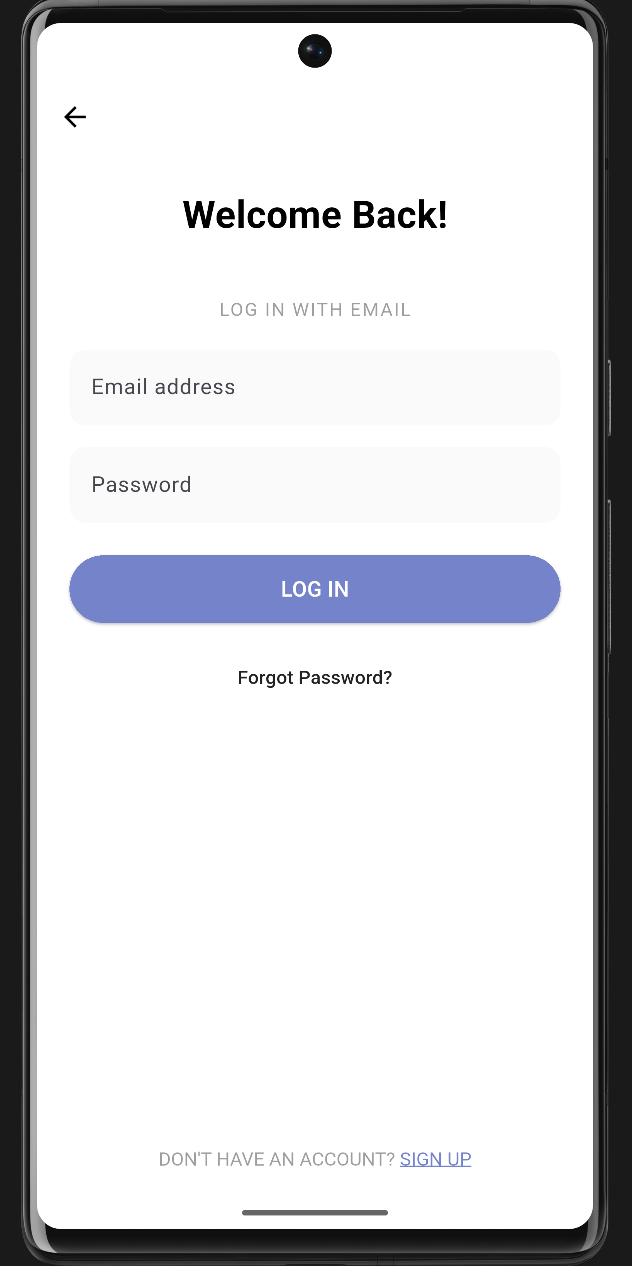 Welcome Back!
LOG IN WITH EMAIL
Email address
Password
LOG IN
Forgot Password?
DON'T HAVE AN ACCOUNT? SIGN UP